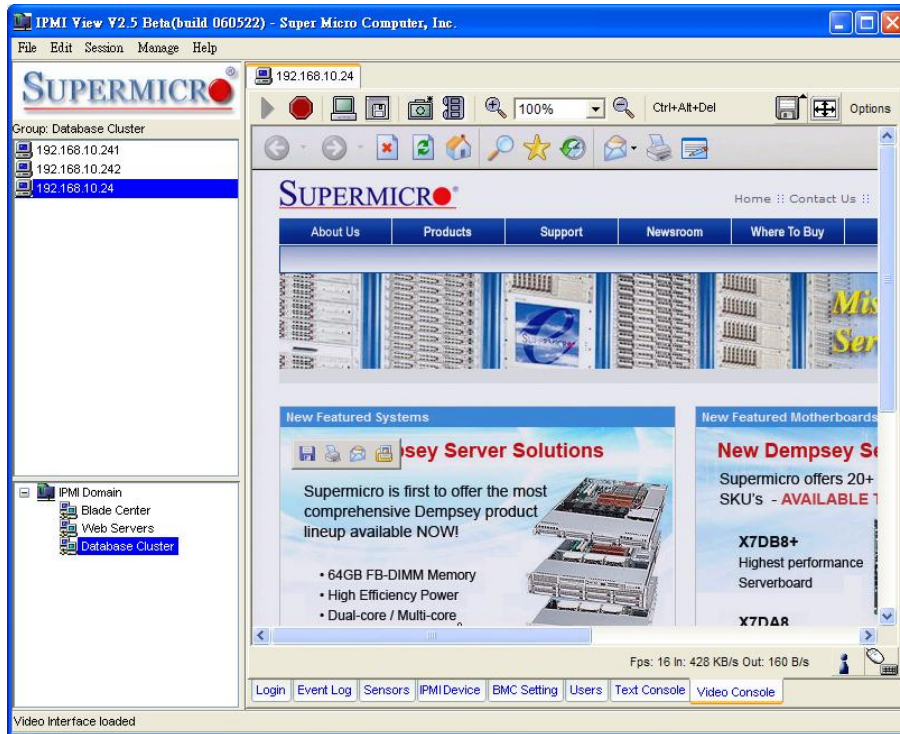 IPMI View V2.5 Beta(build 060522) - Super Micro Computer, Inc.
File Edit Session Manage Help
SUPERMICRO®
192.168.10.24
100% Ctrl+Alt+Del Options
Group: Database Cluster
192.168.10.241
192.168.10.242
192.168.10.24
SUPERMICRO®
Home :: Contact Us ::
About Us Products Support Newsroom Where To Buy
Mis
Ser
New Featured Systems
psey Server Solutions
Supermicro is first to offer the most
comprehensive Dempsey product
lineup available NOW!
• 64GB FB-DIMM Memory
• High Efficiency Power
• Dual-core / Multi-core
New Featured Motherboards
New Dempsey Se
Supermicro offers 20+
SKU's - AVAILABLE T
X7DB8+
Highest performance
Serverboard
X7DA8
IPMI Domain
Blade Center
Web Servers
Database Cluster
Fps: 16 In: 428 KB/s Out: 160 B/s
Login Event Log Sensors IPMI Device BMC Setting Users Text Console Video Console
Video Interface loaded